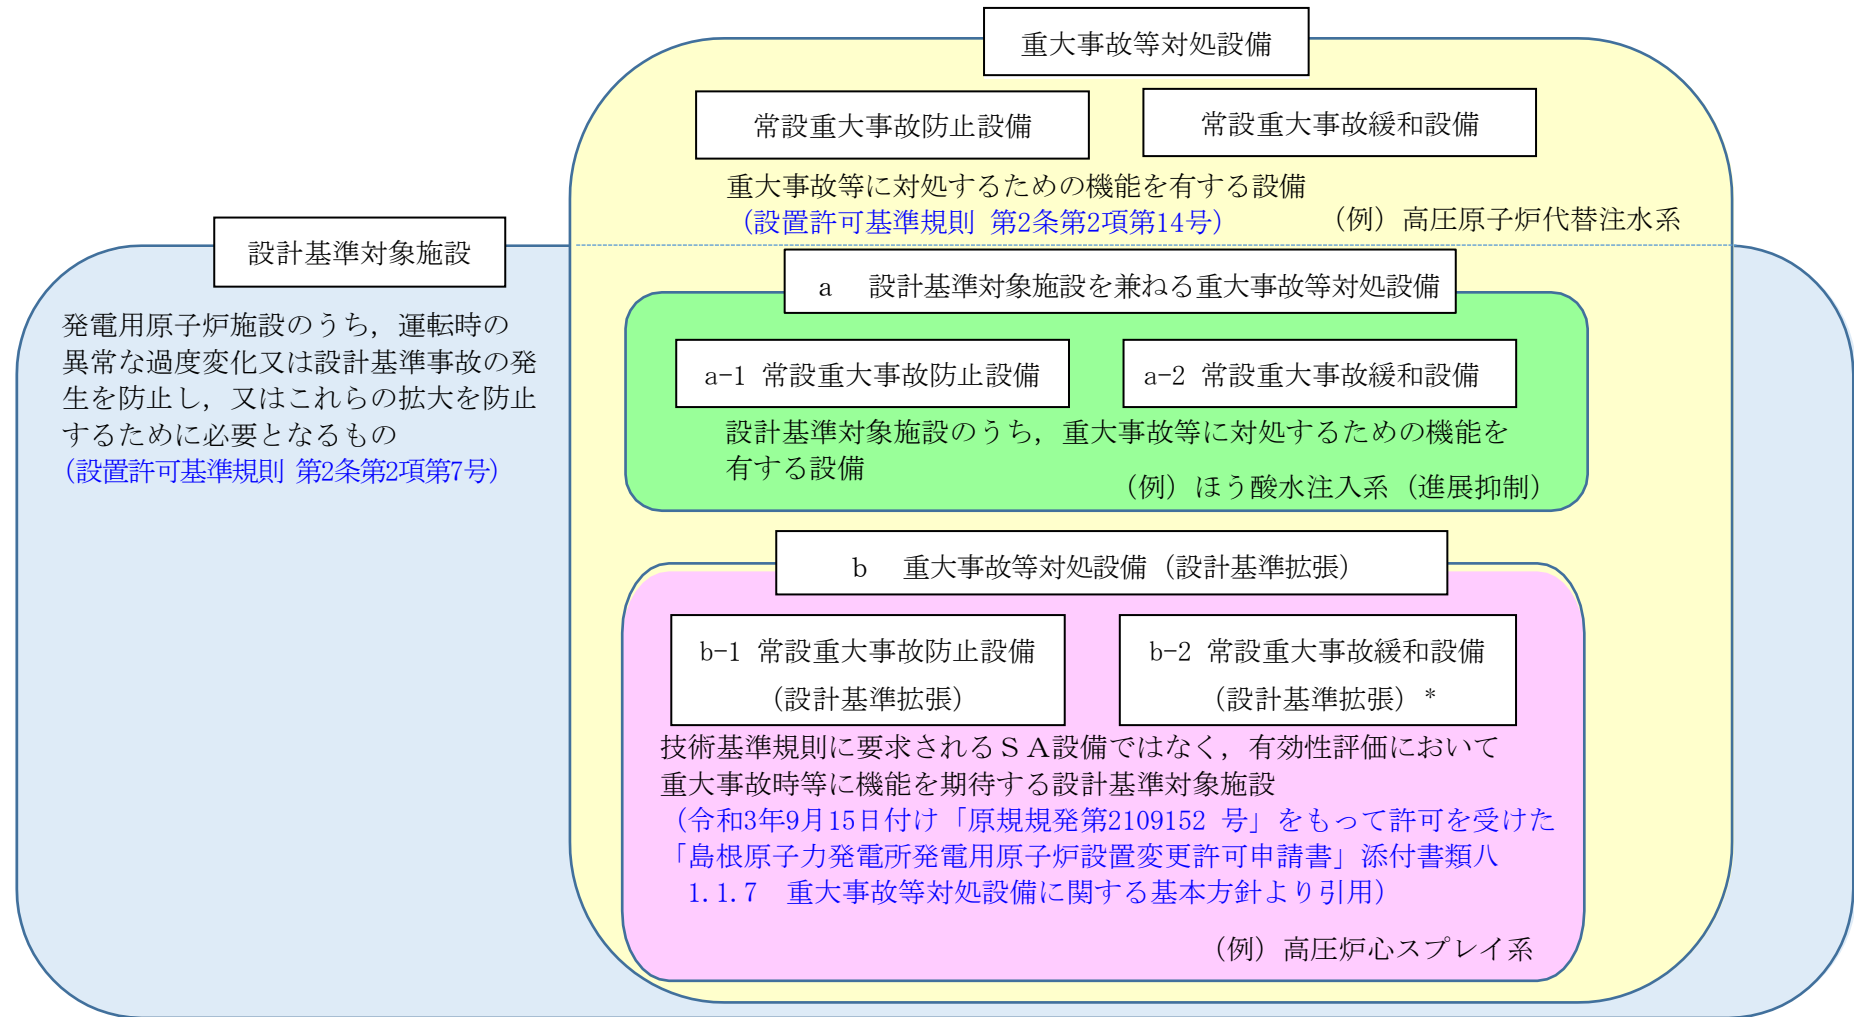 重大事故等対処設備
常設重大事故防止設備
常設重大事故緩和設備
重大事故等に対処するための機能を有する設備
（設置許可基準規則 第2条第2項第14号）
（例）高圧原子炉代替注水系
設計基準対象施設
発電用原子炉施設のうち，運転時の
異常な過度変化又は設計基準事故の発
生を防止し，又はこれらの拡大を防止
するために必要となるもの
（設置許可基準規則 第2条第2項第7号）
a　設計基準対象施設を兼ねる重大事故等対処設備
a-1 常設重大事故防止設備
a-2 常設重大事故緩和設備
設計基準対象施設のうち，重大事故等に対処するための機能を
有する設備
（例）ほう酸水注入系（進展抑制）
b　重大事故等対処設備（設計基準拡張）
b-1 常設重大事故防止設備
（設計基準拡張）
b-2 常設重大事故緩和設備
（設計基準拡張）*
技術基準規則に要求されるＳＡ設備ではなく，有効性評価において
重大事故時等に機能を期待する設計基準対象施設
（令和3年9月15日付け「原規規発第2109152 号」をもって許可を受けた
「島根原子力発電所発電用原子炉設置変更許可申請書」添付書類八
1.1.7　重大事故等対処設備に関する基本方針より引用）
（例）高圧炉心スプレイ系